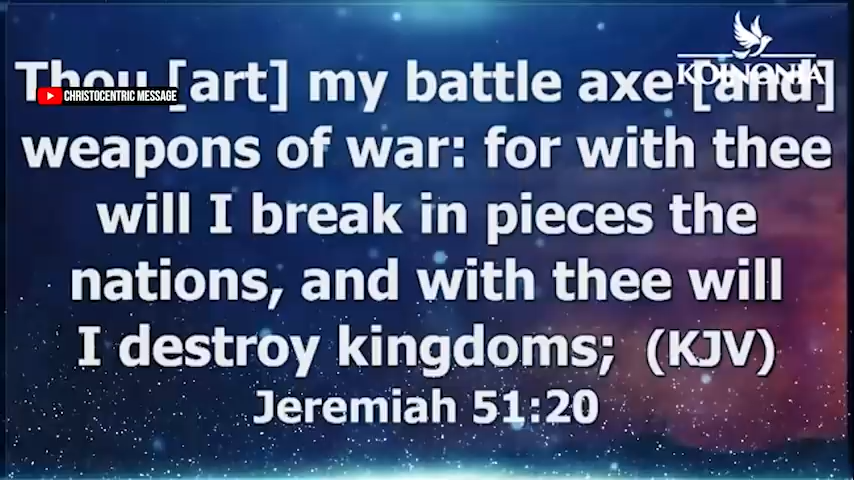 Thou [art] my battle axe [and]
weapons of war: for with thee
will I break in pieces the
nations, and with thee will
I destroy kingdoms; (KJV)
Jeremiah 51:20
CHRISTOCENTRIC MESSAGE
KOINONIA